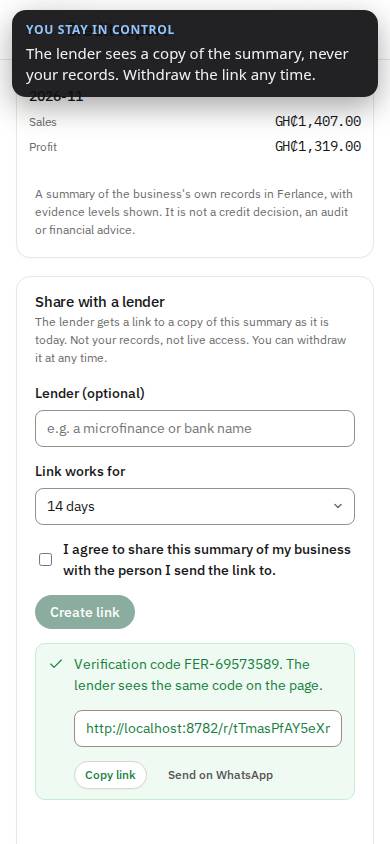 YOU STAY IN CONTROL
The lender sees a copy of the summary, never
your records. Withdraw the link any time.
2026-11
Sales GH₵1,407.00
Profit GH₵1,319.00
A summary of the business's own records in Ferlance, with
evidence levels shown. It is not a credit decision, an audit
or financial advice.
Share with a lender
The lender gets a link to a copy of this summary as it is
today. Not your records, not live access. You can withdraw
it at any time.
Lender (optional)
e.g. a microfinance or bank name
Link works for
14 days
I agree to share this summary of my business
with the person I send the link to.
Create link
Verification code FER-69573589. The
lender sees the same code on the page.
http://localhost:8782/r/tTmasPfAY5eXr
Copy link Send on WhatsApp